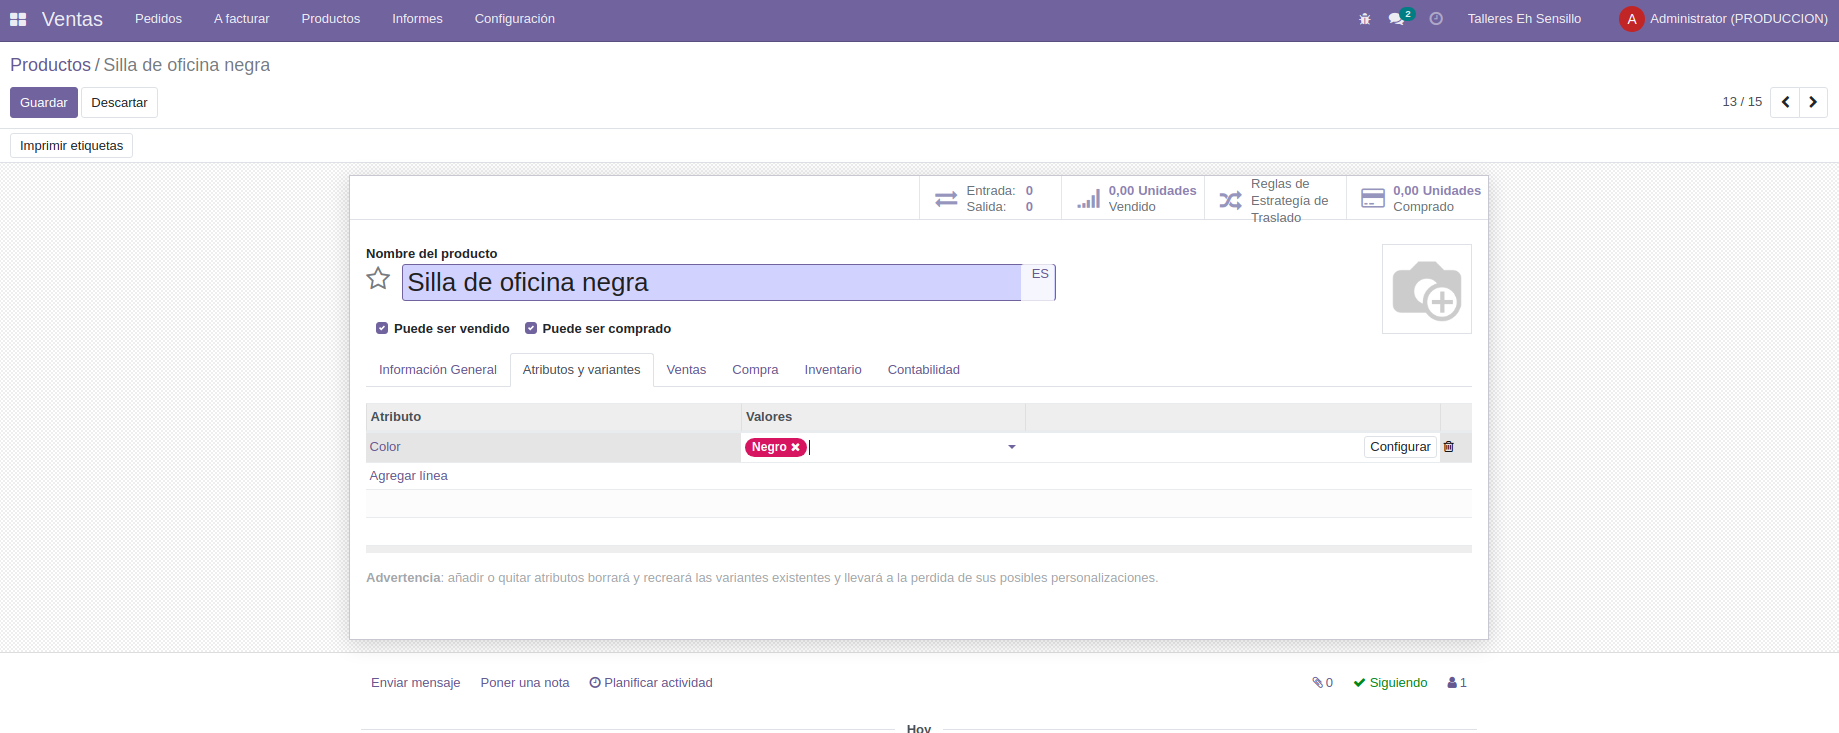 Ventas Pedidos A facturar Productos Informes Configuración 2 Talleres Eh Sensillo A Administrator (PRODUCCION)
Productos / Silla de oficina negra
Guardar Descartar 13 / 15
Imprimir etiquetas
Entrada: 0
Salida: 0
0,00 Unidades
Vendido
Reglas de
Estrategía de
Traslado
0,00 Unidades
Comprado
Nombre del producto
Silla de oficina negra ES
Puede ser vendido Puede ser comprado
Información General Atributos y variantes Ventas Compra Inventario Contabilidad
Atributo Valores
Color Negro Configurar
Agregar línea
Advertencia: añadir o quitar atributos borrará y recreará las variantes existentes y llevará a la perdida de sus posibles personalizaciones.
Enviar mensaje Poner una nota Planificar actividad 0 Siguiendo 1
Hoy